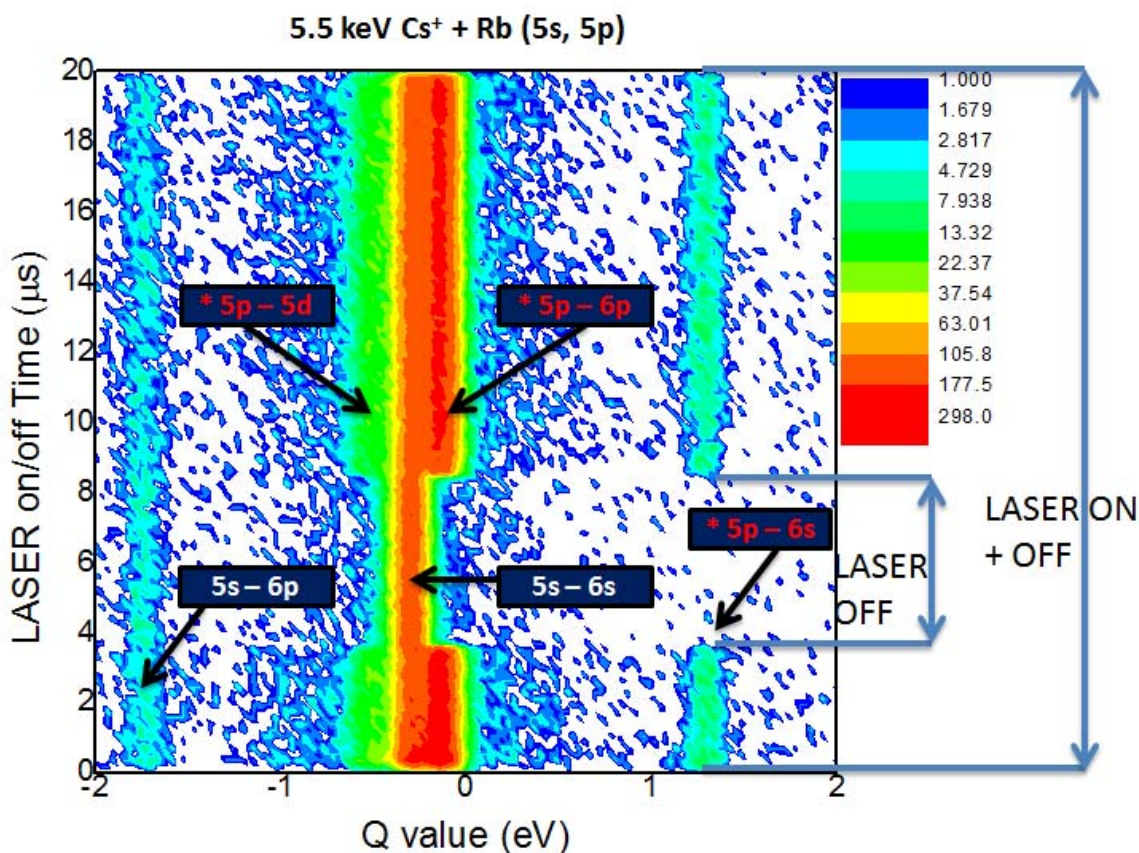 5.5 keV Cs⁺ + Rb (5s, 5p)
LASER on/off Time (μs)
20
18
16
14
12
10
8
6
4
2
0
* 5p – 5d
* 5p – 6p
* 5p – 6s
5s – 6p
5s – 6s
-2
-1
0
1
2
Q value (eV)
1.000
1.679
2.817
4.729
7.938
13.32
22.37
37.54
63.01
105.8
177.5
298.0
LASER
OFF
LASER ON
+ OFF